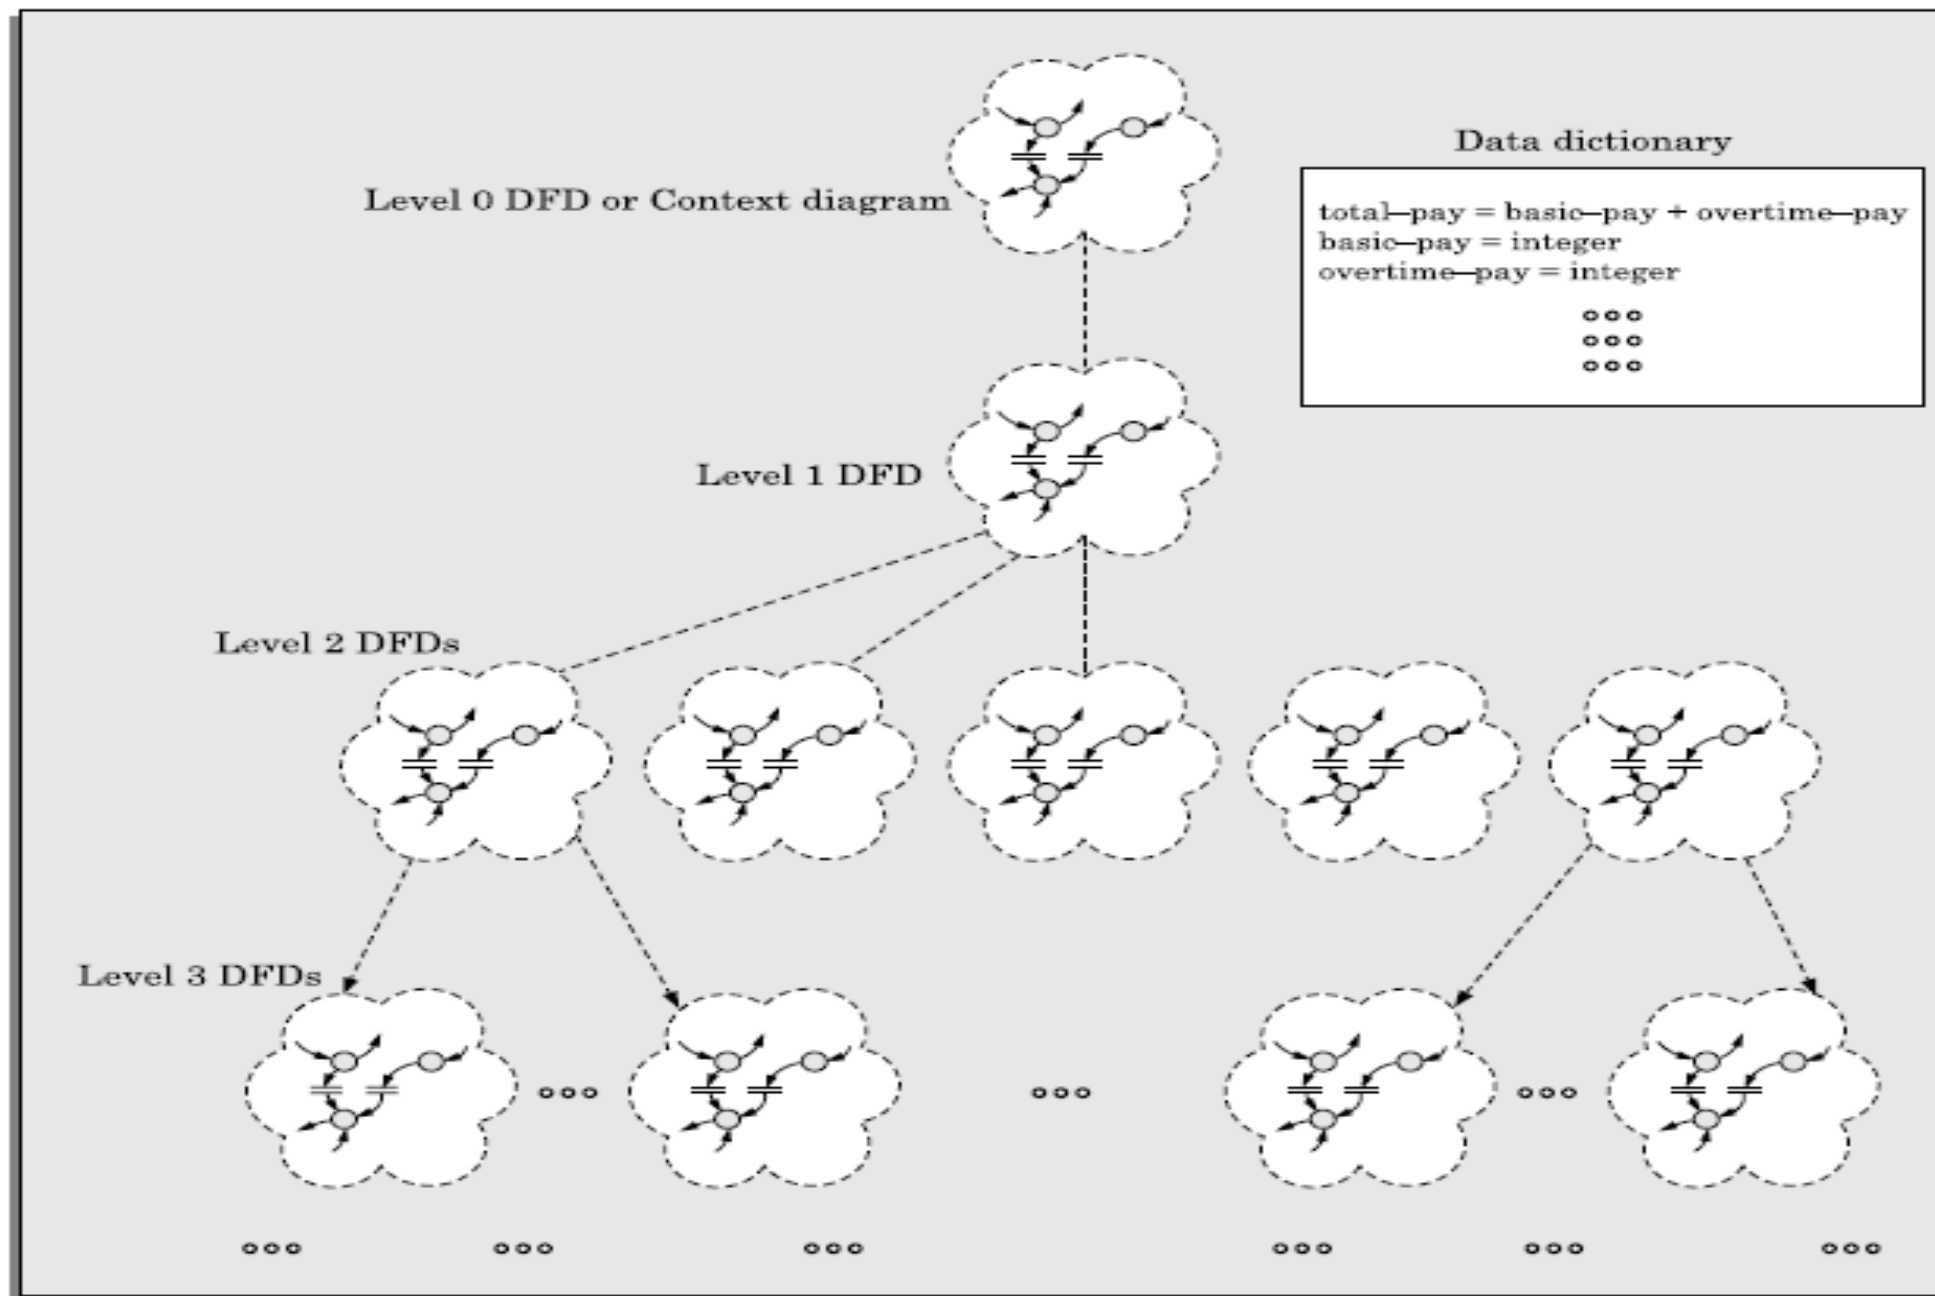 Data dictionary
Level 0 DFD or Context diagram
total–pay = basic–pay + overtime–pay
basic–pay = integer
overtime–pay = integer
Level 1 DFD
Level 2 DFDs
Level 3 DFDs